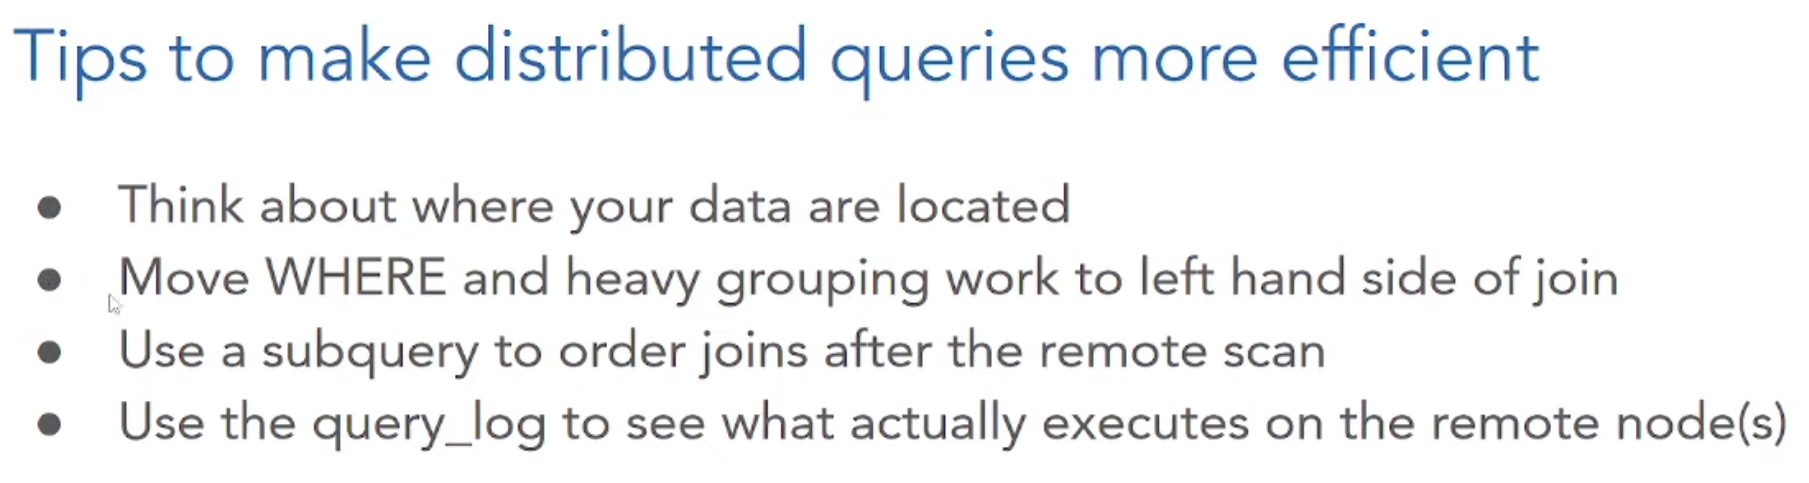 Tips to make distributed queries more efficient
● Think about where your data are located
● Move WHERE and heavy grouping work to left hand side of join
● Use a subquery to order joins after the remote scan
● Use the query_log to see what actually executes on the remote node(s)